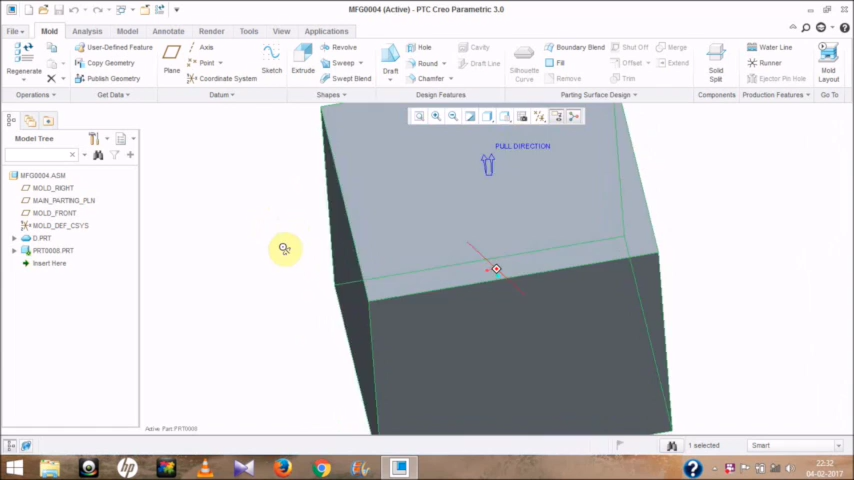 MFG0004 (Active) - PTC Creo Parametric 3.0
File Mold Analysis Model Annotate Render Tools View Applications
Regenerate
User-Defined Feature
Copy Geometry
Publish Geometry
Plane
Axis
Point
Coordinate System
Sketch
Extrude
Revolve
Sweep
Swept Blend
Draft
Hole
Round
Chamfer
Cavity
Draft Line
Silhouette
Curve
Boundary Blend
Fill
Remove
Shut Off
Trim
Merge
Extend
Solid
Split
Water Line
Runner
Ejector Pin Hole
Mold
Layout
Operations Get Data Datum Shapes Design Features Parting Surface Design Components Production Features Go To
Model Tree
MFG0004.ASM
MOLD_RIGHT
MAIN_PARTING_PLN
MOLD_FRONT
MOLD_DEF_CSYS
D.PRT
PRT0008.PRT
Insert Here
PULL DIRECTION
Active Part:PRT0008
1 selected
Smart
hp
22:32
04-02-2017